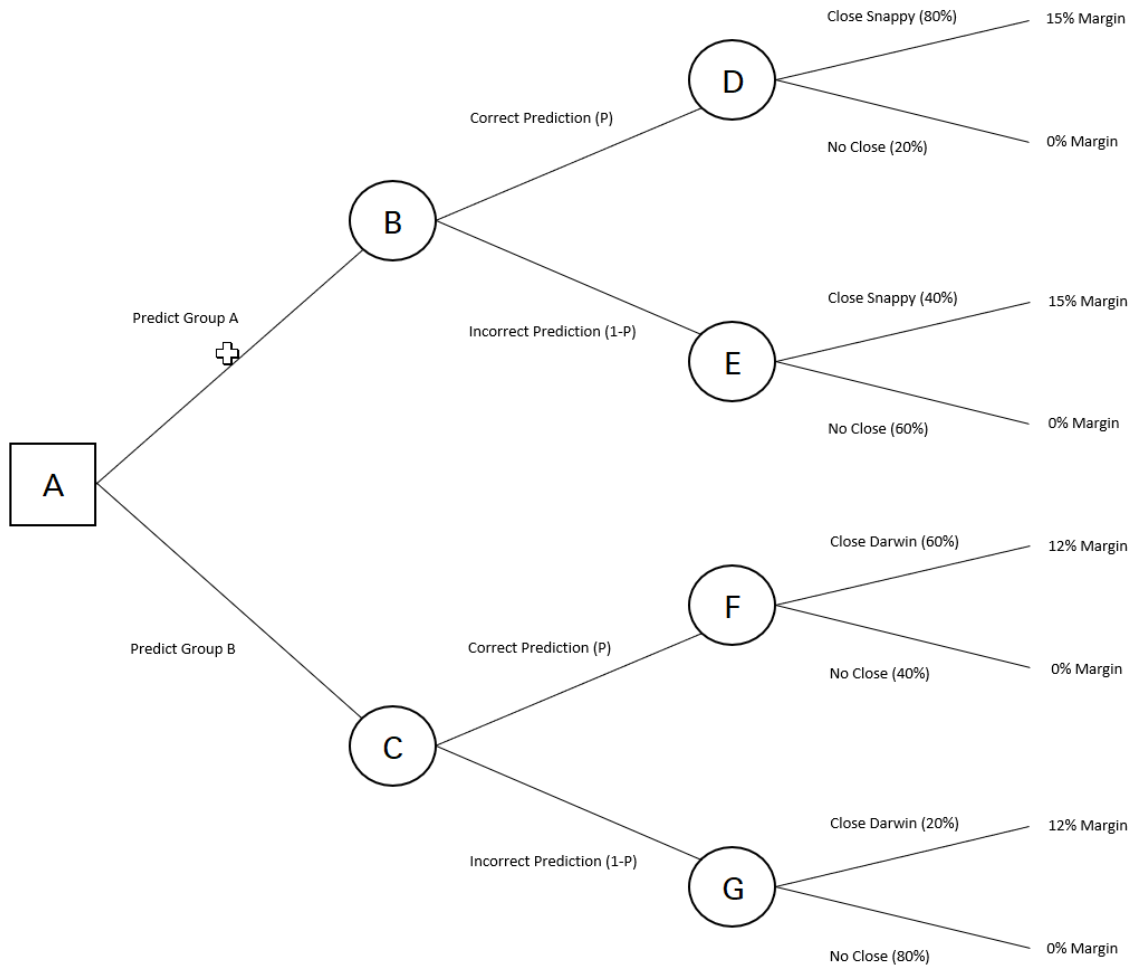 Close Snappy (80%)
15% Margin
D
Correct Prediction (P)
No Close (20%)
0% Margin
B
Predict Group A
Incorrect Prediction (1-P)
Close Snappy (40%)
15% Margin
E
No Close (60%)
0% Margin
A
Close Darwin (60%)
12% Margin
F
Predict Group B
Correct Prediction (P)
No Close (40%)
0% Margin
C
Incorrect Prediction (1-P)
Close Darwin (20%)
12% Margin
G
No Close (80%)
0% Margin